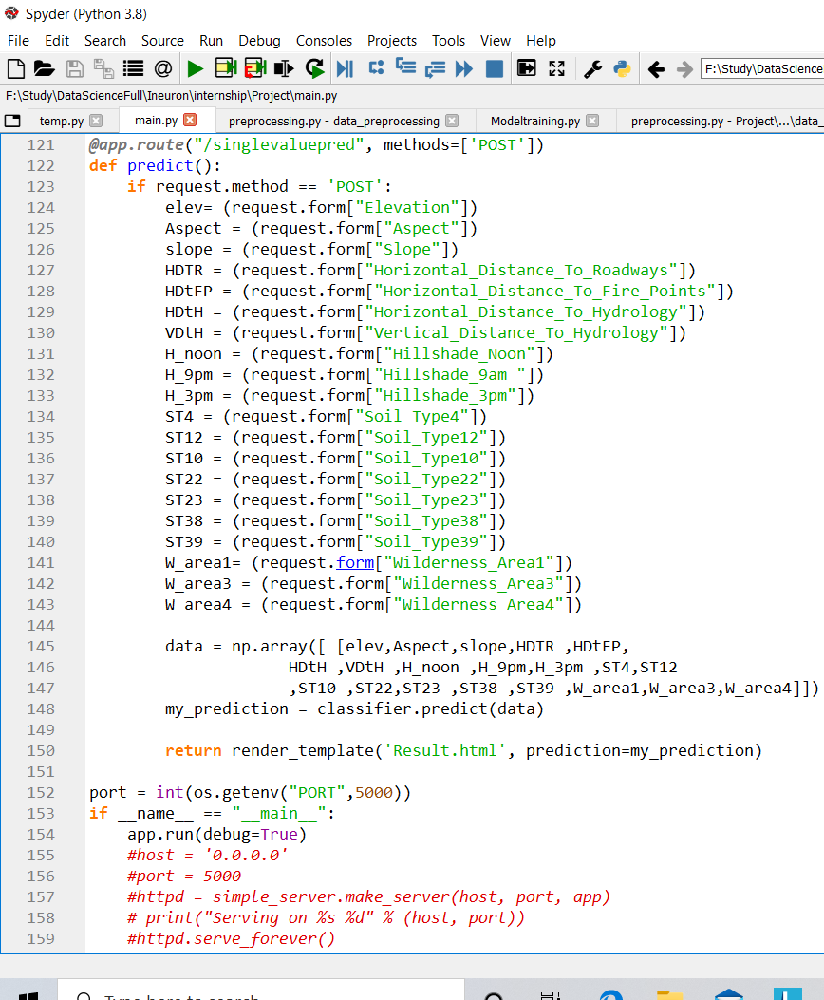 Spyder (Python 3.8)
File Edit Search Source Run Debug Consoles Projects Tools View Help
F:\Study\DataScience
F:\Study\DataScienceFull\Ineuron\internship\Project\main.py
temp.py main.py preprocessing.py - data_preprocessing Modeltraining.py preprocessing.py - Project\...\data_
121 @app.route("/singlevaluepred", methods=['POST'])
122 def predict():
123     if request.method == 'POST':
124         elev= (request.form["Elevation"])
125         Aspect = (request.form["Aspect"])
126         slope = (request.form["Slope"])
127         HDTR = (request.form["Horizontal_Distance_To_Roadways"])
128         HDtFP = (request.form["Horizontal_Distance_To_Fire_Points"])
129         HDtH = (request.form["Horizontal_Distance_To_Hydrology"])
130         VDtH = (request.form["Vertical_Distance_To_Hydrology"])
131         H_noon = (request.form["Hillshade_Noon"])
132         H_9pm = (request.form["Hillshade_9am "])
133         H_3pm = (request.form["Hillshade_3pm"])
134         ST4 = (request.form["Soil_Type4"])
135         ST12 = (request.form["Soil_Type12"])
136         ST10 = (request.form["Soil_Type10"])
137         ST22 = (request.form["Soil_Type22"])
138         ST23 = (request.form["Soil_Type23"])
139         ST38 = (request.form["Soil_Type38"])
140         ST39 = (request.form["Soil_Type39"])
141         W_area1= (request.form["Wilderness_Area1"])
142         W_area3 = (request.form["Wilderness_Area3"])
143         W_area4 = (request.form["Wilderness_Area4"])
144
145         data = np.array([ [elev,Aspect,slope,HDTR ,HDtFP,
146                      HDtH ,VDtH ,H_noon ,H_9pm,H_3pm ,ST4,ST12
147                      ,ST10 ,ST22,ST23 ,ST38 ,ST39 ,W_area1,W_area3,W_area4]])
148         my_prediction = classifier.predict(data)
149
150         return render_template('Result.html', prediction=my_prediction)
151
152 port = int(os.getenv("PORT",5000))
153 if __name__ == "__main__":
154     app.run(debug=True)
155     #host = '0.0.0.0'
156     #port = 5000
157     #httpd = simple_server.make_server(host, port, app)
158     # print("Serving on %s %d" % (host, port))
159     #httpd.serve_forever()
Type here to search